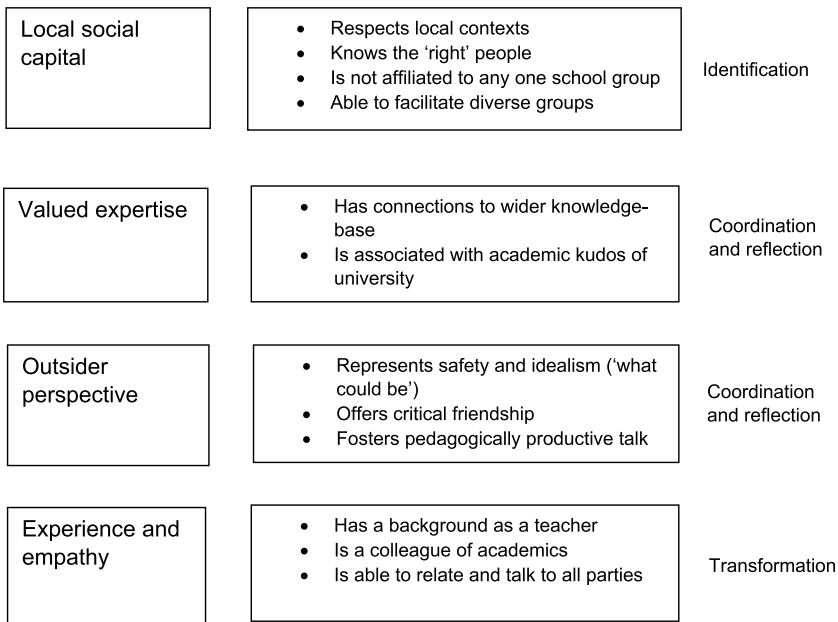 Local social
capital
• Respects local contexts
• Knows the ‘right’ people
• Is not affiliated to any one school group
• Able to facilitate diverse groups
Identification
Valued expertise
• Has connections to wider knowledge-
base
• Is associated with academic kudos of
university
Coordination
and reflection
Outsider
perspective
• Represents safety and idealism (‘what
could be’)
• Offers critical friendship
• Fosters pedagogically productive talk
Coordination
and reflection
Experience and
empathy
• Has a background as a teacher
• Is a colleague of academics
• Is able to relate and talk to all parties
Transformation